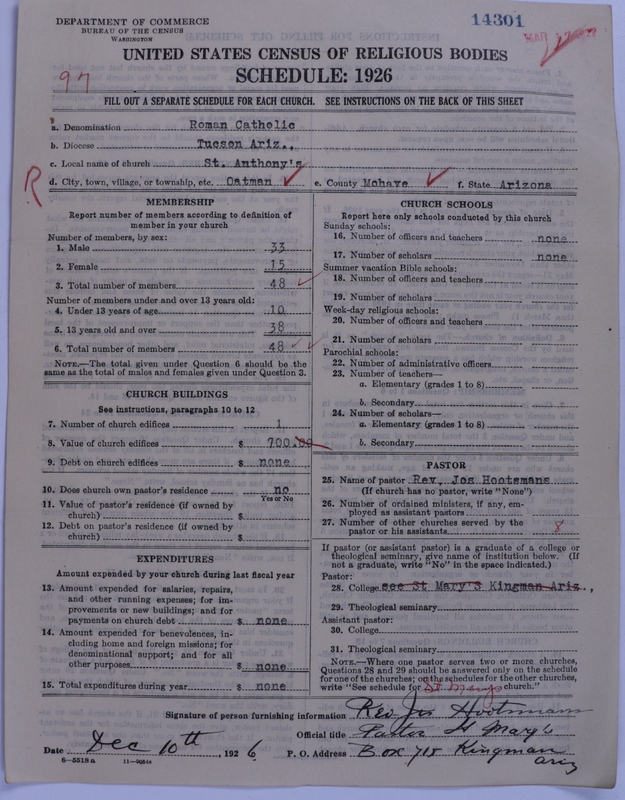 DEPARTMENT OF COMMERCE
BUREAU OF THE CENSUS
WASHINGTON
14301
UNITED STATES CENSUS OF RELIGIOUS BODIES
97
SCHEDULE: 1926
FILL OUT A SEPARATE SCHEDULE FOR EACH CHURCH. SEE INSTRUCTIONS ON THE BACK OF THIS SHEET
a. Denomination Roman Catholic
b. Diocese Tucson Ariz.,
c. Local name of church St. Anthony's
R
d. City, town, village, or township, etc. Oatman e. County Mohave f. State Arizona
MEMBERSHIP
Report number of members according to definition of
member in your church
Number of members, by sex:
1. Male 33
2. Female 15
3. Total number of members 48
Number of members under and over 13 years old:
4. Under 13 years of age 10
5. 13 years old and over 38
6. Total number of members 48
NOTE.—The total given under Question 6 should be the
same as the total of males and females given under Question 3.
CHURCH BUILDINGS
See instructions, paragraphs 10 to 12
7. Number of church edifices 1
8. Value of church edifices $ 700.00
9. Debt on church edifices $ none
10. Does church own pastor's residence no
Yes or No
11. Value of pastor's residence (if owned by
church) $
12. Debt on pastor's residence (if owned by
church) $
EXPENDITURES
Amount expended by your church during last fiscal year
13. Amount expended for salaries, repairs,
and other running expenses; for im-
provements or new buildings; and for
payments on church debt $ none
14. Amount expended for benevolences, in-
cluding home and foreign missions; for
denominational support; and for all
other purposes $ none
15. Total expenditures during year $ none
CHURCH SCHOOLS
Report here only schools conducted by this church
Sunday schools:
16. Number of officers and teachers none
17. Number of scholars none
Summer vacation Bible schools:
18. Number of officers and teachers
19. Number of scholars
Week-day religious schools:
20. Number of officers and teachers
21. Number of scholars
Parochial schools:
22. Number of administrative officers
23. Number of teachers—
a. Elementary (grades 1 to 8)
b. Secondary
24. Number of scholars—
a. Elementary (grades 1 to 8)
b. Secondary
PASTOR
25. Name of pastor Rev. Jos Hootsmans
(If church has no pastor, write "None")
26. Number of ordained ministers, if any, em-
ployed as assistant pastors
27. Number of other churches served by the
pastor or his assistants 8
If pastor (or assistant pastor) is a graduate of a college or
theological seminary, give name of institution below. (If
not a graduate, write "No" in the space indicated.)
Pastor:
28. College see St Mary'S Kingman Ariz.,
29. Theological seminary
Assistant pastor:
30. College
31. Theological seminary
NOTE.—Where one pastor serves two or more churches,
Questions 28 and 29 should be answered only on the schedule
for one of the churches; on the schedules for the other churches,
write "See schedule for St Marys church."
Signature of person furnishing information Rev Jos Hootsmans
Official title Pastor St Marys
Date Dec 10th, 1926 P. O. Address Box 718 Kingman
Ariz
6—5518a 11—9054a